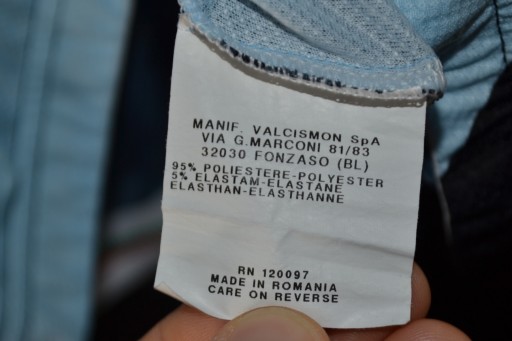 MANIF. VALCISMON SpA
VIA G.MARCONI 81/83
32030 FONZASO (BL)
95% POLIESTERE-POLYESTER
5% ELASTAM-ELASTANE
ELASTHAN-ELASTHANNE
RN 120097
MADE IN ROMANIA
CARE ON REVERSE